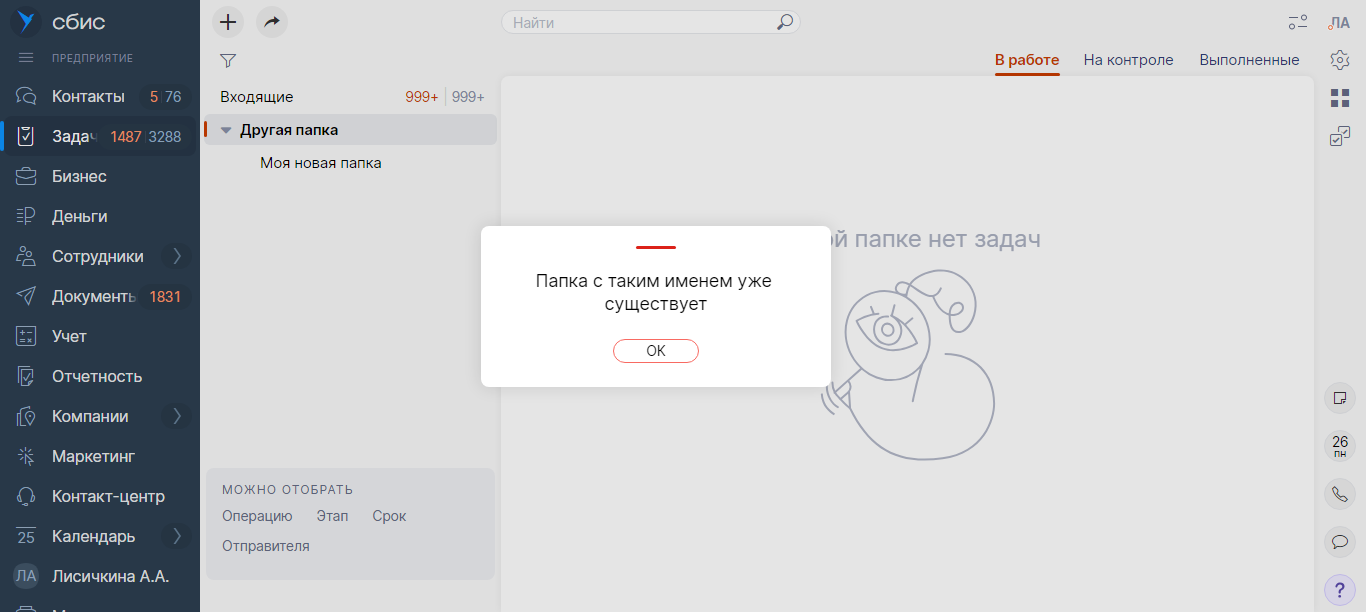 сбис
ПРЕДПРИЯТИЕ
Контакты 5 76
Задач 1487 3288
Бизнес
Деньги
Сотрудники
Документы 1831
Учет
Отчетность
Компании
Маркетинг
Контакт-центр
25 Календарь
ЛА Лисичкина А.А.
Найти
ЛА
В работе На контроле Выполненные
Входящие 999+ 999+
Другая папка
Моя новая папка
ой папке нет задач
Папка с таким именем уже
существует
ОК
МОЖНО ОТОБРАТЬ
Операцию Этап Срок
Отправителя
26
ПН
?